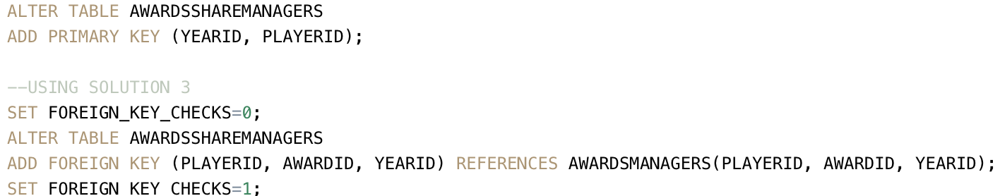 ALTER TABLE AWARDSSHAREMANAGERS
ADD PRIMARY KEY (YEARID, PLAYERID);
--USING SOLUTION 3
SET FOREIGN_KEY_CHECKS=0;
ALTER TABLE AWARDSSHAREMANAGERS
ADD FOREIGN KEY (PLAYERID, AWARDID, YEARID) REFERENCES AWARDSMANAGERS(PLAYERID, AWARDID, YEARID);
SET FOREIGN_KEY_CHECKS=1;